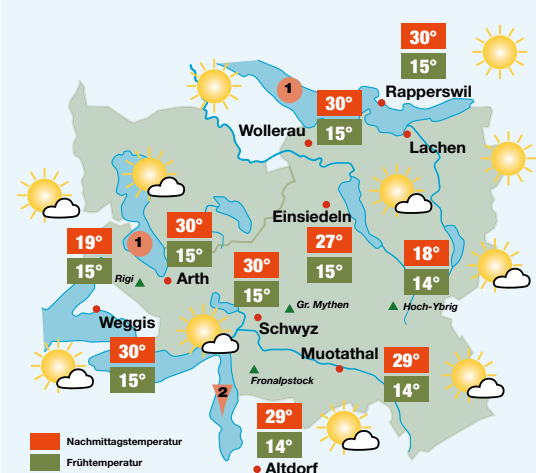 30°
15°
Rapperswil
1
30°
15°
Wollerau
Lachen
Einsiedeln
27°
15°
30°
15°
1
19°
15°
Rigi
Arth
18°
14°
Hoch-Ybrig
30°
15°
Gr. Mythen
Schwyz
Weggis
30°
15°
Muotathal
29°
14°
Fronalpstock
2
29°
14°
Altdorf
Nachmittagstemperatur
Frühtemperatur